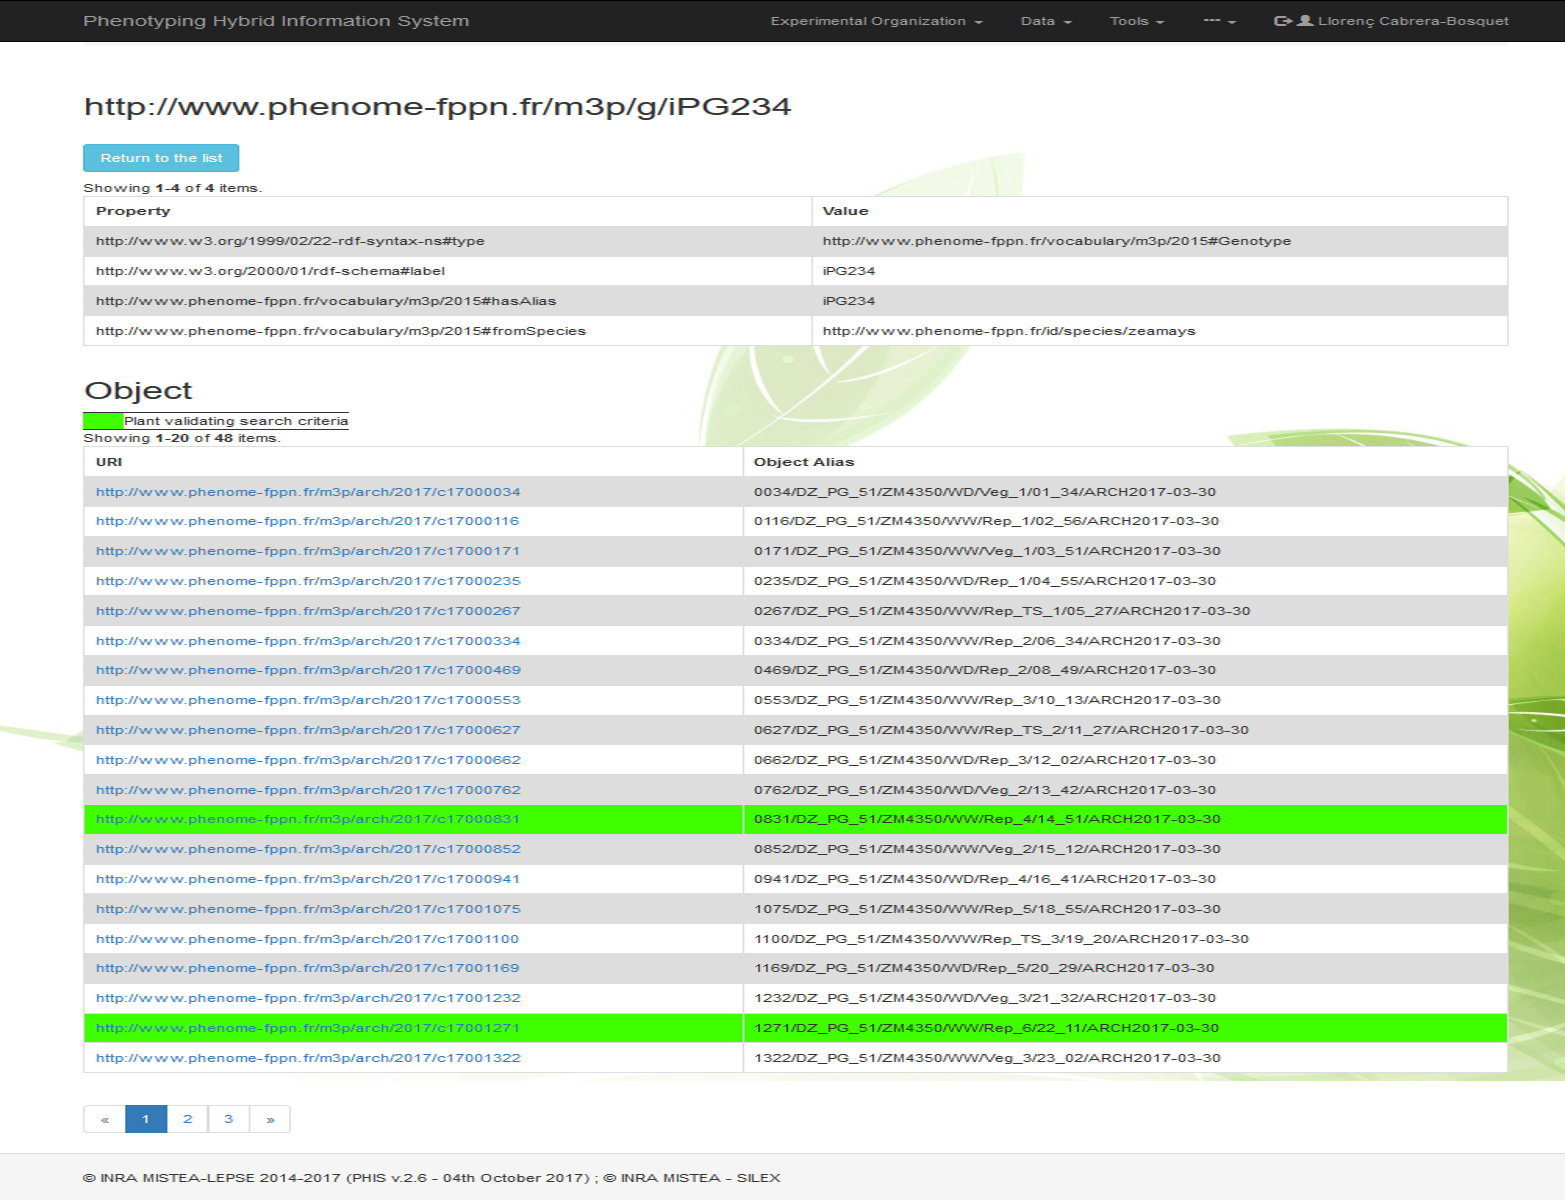 Phenotyping Hybrid Information System Experimental Organization Data Tools --- Llorenç Cabrera-Bosquet
http://www.phenome-fppn.fr/m3p/g/iPG234
Return to the list
Showing 1-4 of 4 items.
Property Value
http://www.w3.org/1999/02/22-rdf-syntax-ns#type http://www.phenome-fppn.fr/vocabulary/m3p/2015#Genotype
http://www.w3.org/2000/01/rdf-schema#label iPG234
http://www.phenome-fppn.fr/vocabulary/m3p/2015#hasAlias iPG234
http://www.phenome-fppn.fr/vocabulary/m3p/2015#fromSpecies http://www.phenome-fppn.fr/id/species/zeamays
Object
Plant validating search criteria
Showing 1-20 of 48 items.
URI Object Alias
http://www.phenome-fppn.fr/m3p/arch/2017/c17000034 0034/DZ_PG_51/ZM4350/WD/Veg_1/01_34/ARCH2017-03-30
http://www.phenome-fppn.fr/m3p/arch/2017/c17000116 0116/DZ_PG_51/ZM4350/WW/Rep_1/02_56/ARCH2017-03-30
http://www.phenome-fppn.fr/m3p/arch/2017/c17000171 0171/DZ_PG_51/ZM4350/WW/Veg_1/03_51/ARCH2017-03-30
http://www.phenome-fppn.fr/m3p/arch/2017/c17000235 0235/DZ_PG_51/ZM4350/WD/Rep_1/04_55/ARCH2017-03-30
http://www.phenome-fppn.fr/m3p/arch/2017/c17000267 0267/DZ_PG_51/ZM4350/WW/Rep_TS_1/05_27/ARCH2017-03-30
http://www.phenome-fppn.fr/m3p/arch/2017/c17000334 0334/DZ_PG_51/ZM4350/WW/Rep_2/06_34/ARCH2017-03-30
http://www.phenome-fppn.fr/m3p/arch/2017/c17000469 0469/DZ_PG_51/ZM4350/WD/Rep_2/08_49/ARCH2017-03-30
http://www.phenome-fppn.fr/m3p/arch/2017/c17000553 0553/DZ_PG_51/ZM4350/WW/Rep_3/10_13/ARCH2017-03-30
http://www.phenome-fppn.fr/m3p/arch/2017/c17000627 0627/DZ_PG_51/ZM4350/WW/Rep_TS_2/11_27/ARCH2017-03-30
http://www.phenome-fppn.fr/m3p/arch/2017/c17000662 0662/DZ_PG_51/ZM4350/WD/Rep_3/12_02/ARCH2017-03-30
http://www.phenome-fppn.fr/m3p/arch/2017/c17000762 0762/DZ_PG_51/ZM4350/WD/Veg_2/13_42/ARCH2017-03-30
http://www.phenome-fppn.fr/m3p/arch/2017/c17000831 0831/DZ_PG_51/ZM4350/WW/Rep_4/14_51/ARCH2017-03-30
http://www.phenome-fppn.fr/m3p/arch/2017/c17000852 0852/DZ_PG_51/ZM4350/WW/Veg_2/15_12/ARCH2017-03-30
http://www.phenome-fppn.fr/m3p/arch/2017/c17000941 0941/DZ_PG_51/ZM4350/WD/Rep_4/16_41/ARCH2017-03-30
http://www.phenome-fppn.fr/m3p/arch/2017/c17001075 1075/DZ_PG_51/ZM4350/WW/Rep_5/18_55/ARCH2017-03-30
http://www.phenome-fppn.fr/m3p/arch/2017/c17001100 1100/DZ_PG_51/ZM4350/WW/Rep_TS_3/19_20/ARCH2017-03-30
http://www.phenome-fppn.fr/m3p/arch/2017/c17001169 1169/DZ_PG_51/ZM4350/WD/Rep_5/20_29/ARCH2017-03-30
http://www.phenome-fppn.fr/m3p/arch/2017/c17001232 1232/DZ_PG_51/ZM4350/WD/Veg_3/21_32/ARCH2017-03-30
http://www.phenome-fppn.fr/m3p/arch/2017/c17001271 1271/DZ_PG_51/ZM4350/WW/Rep_6/22_11/ARCH2017-03-30
http://www.phenome-fppn.fr/m3p/arch/2017/c17001322 1322/DZ_PG_51/ZM4350/WW/Veg_3/23_02/ARCH2017-03-30
« 1 2 3 »
© INRA MISTEA-LEPSE 2014-2017 (PHIS v.2.6 - 04th October 2017) ; © INRA MISTEA - SILEX